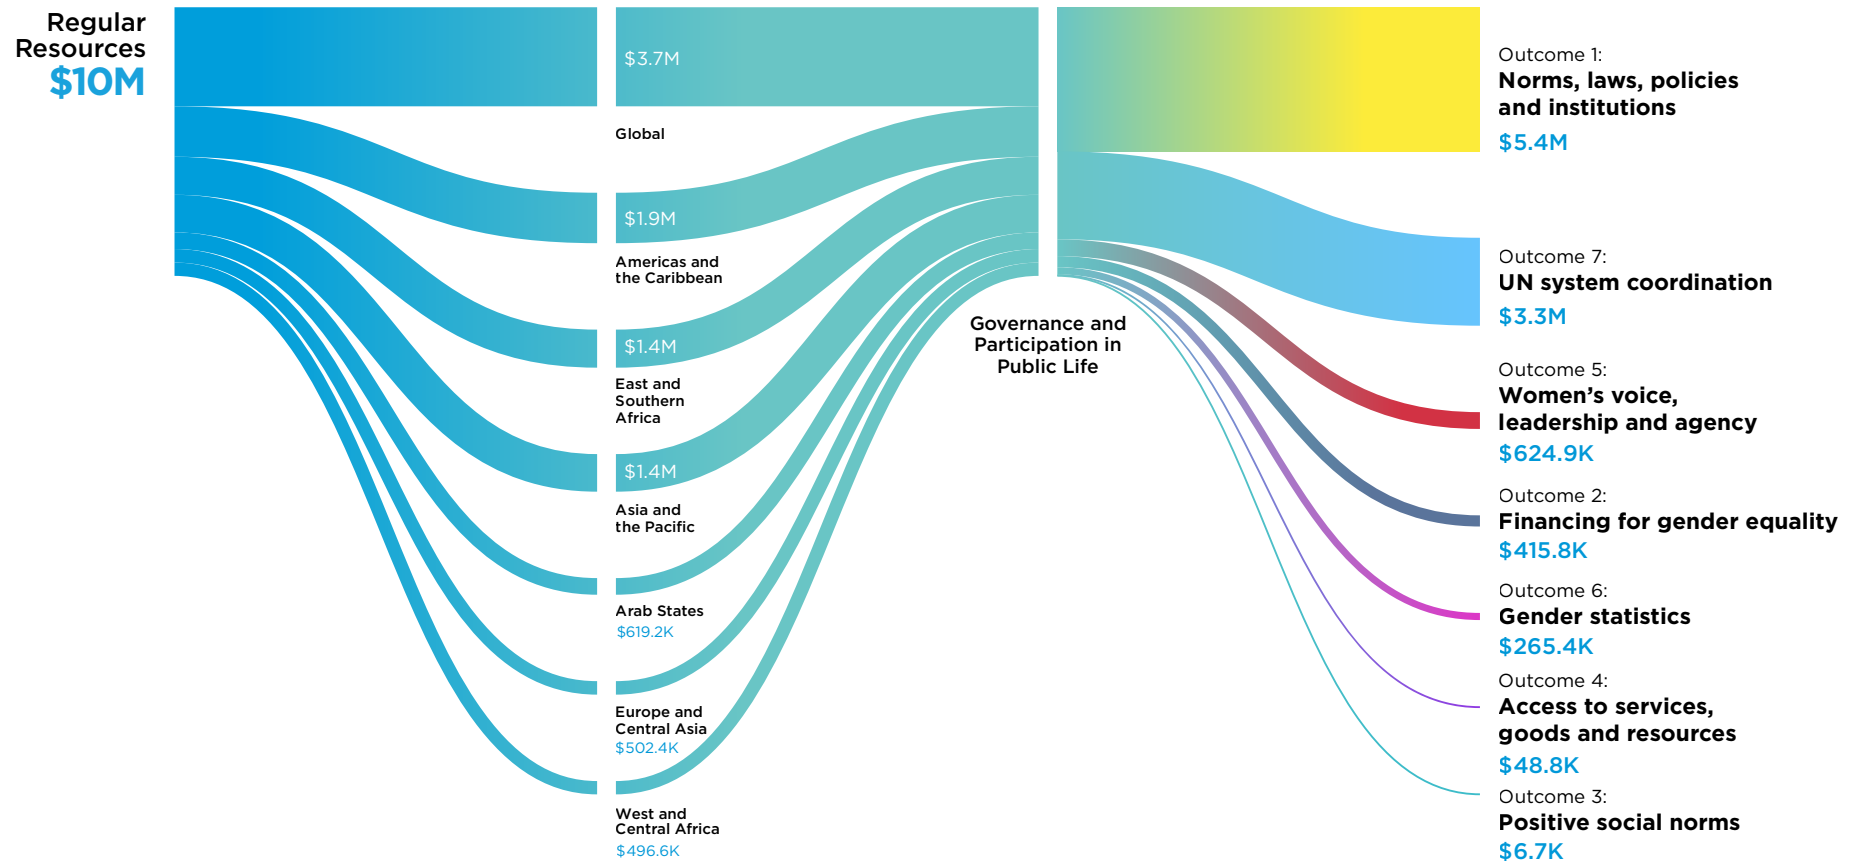 Regular
Resources
$10M
$3.7M
Global
$1.9M
Americas and
the Caribbean
$1.4M
East and
Southern
Africa
$1.4M
Asia and
the Pacific
Arab States
$619.2K
Europe and
Central Asia
$502.4K
West and
Central Africa
$496.6K
Governance and
Participation in
Public Life
Outcome 1:
Norms, laws, policies
and institutions
$5.4M
Outcome 7:
UN system coordination
$3.3M
Outcome 5:
Women’s voice,
leadership and agency
$624.9K
Outcome 2:
Financing for gender equality
$415.8K
Outcome 6:
Gender statistics
$265.4K
Outcome 4:
Access to services,
goods and resources
$48.8K
Outcome 3:
Positive social norms
$6.7K